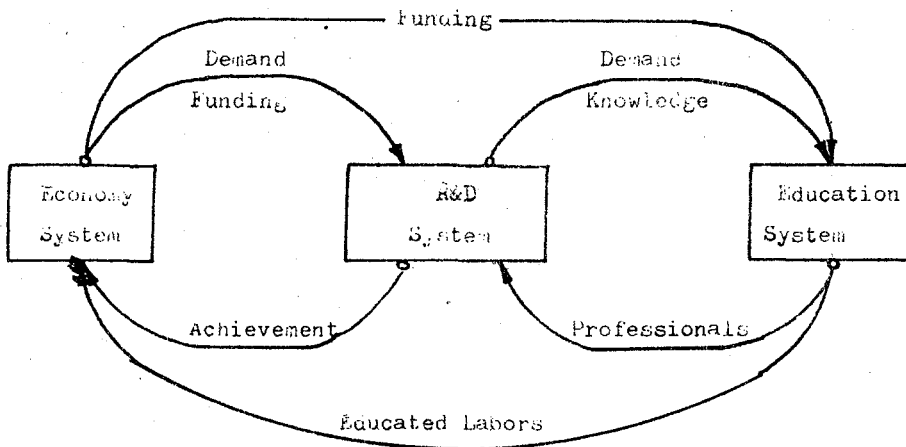 Funding
Demand
Demand
Funding
Knowledge
Economy
System
R&D
System
Education
System
Achievement
Professionals
Educated Labors